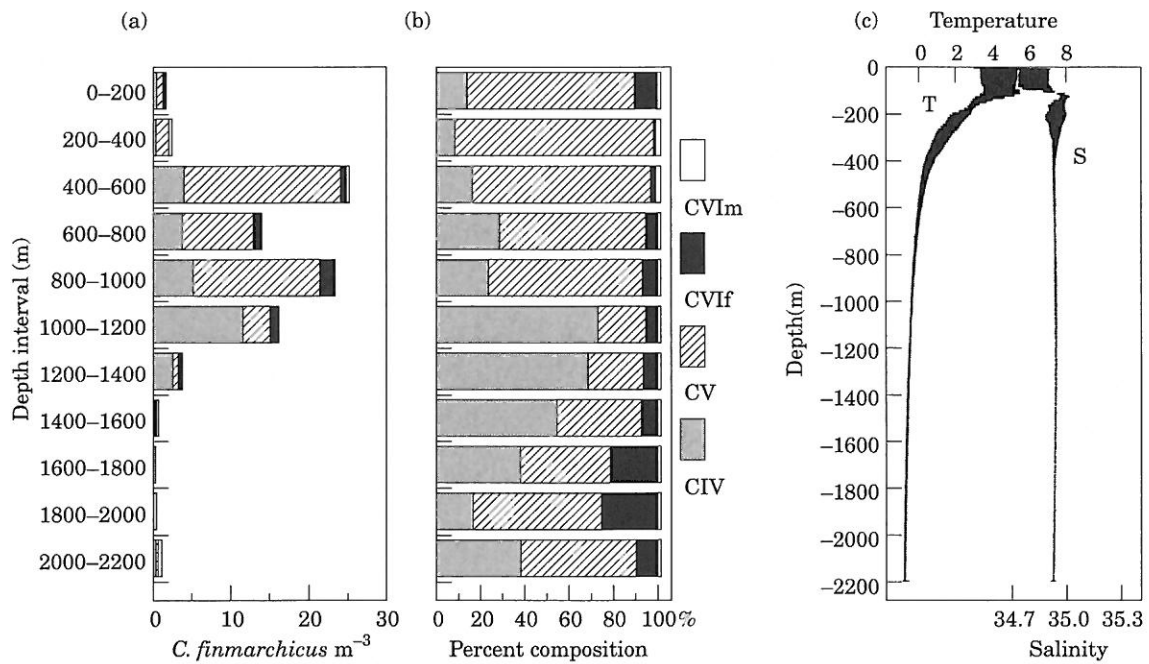 (a)
Depth interval (m)
0–200
200–400
400–600
600–800
800–1000
1000–1200
1200–1400
1400–1600
1600–1800
1800–2000
2000–2200
0 10 20 30
C. finmarchicus m⁻³
(b)
0 20 40 60 80 100%
Percent composition
CVIm
CVIf
CV
CIV
(c)
Temperature
0 2 4 6 8
T
S
Depth(m)
0
−200
−400
−600
−800
−1000
−1200
−1400
−1600
−1800
−2000
−2200
34.7 35.0 35.3
Salinity